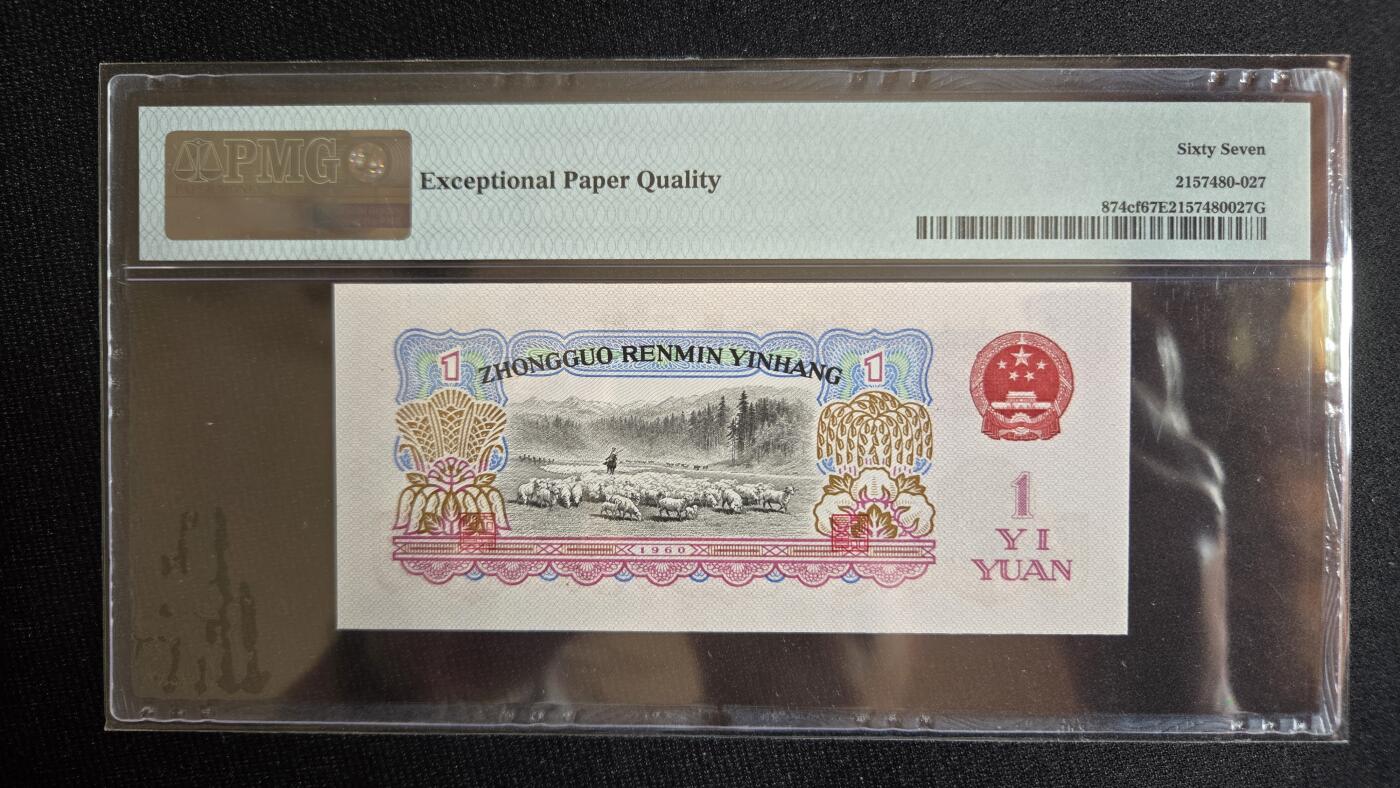 PMG
Exceptional Paper Quality
Sixty Seven
2157480-027
874cf67E2157480027G
1
ZHONGGUO RENMIN YINHANG
1
1960
1
YI
YUAN